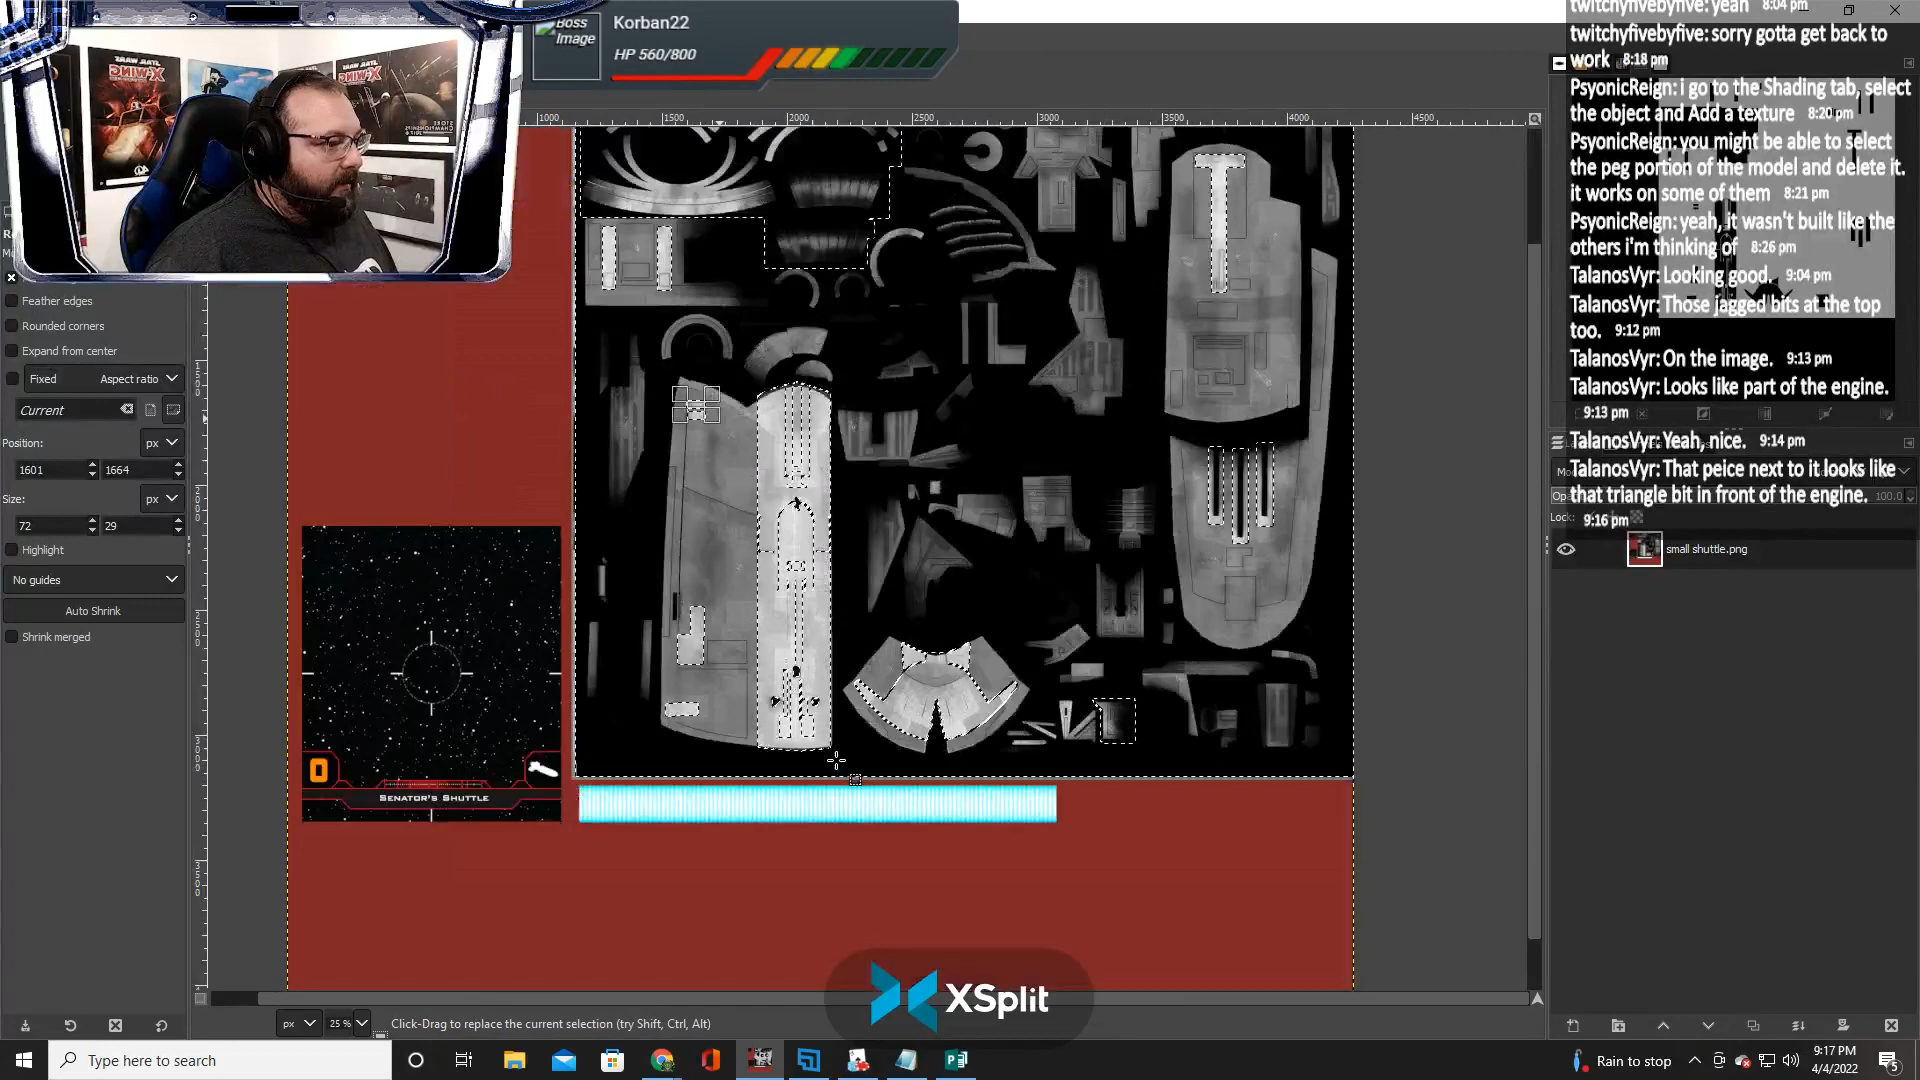 Boss
Image
Korban22
HP 560/800
twitchyfivebyfive: yeah 8:04 pm
twitchyfivebyfive: sorry gotta get back to
work 8:18 pm
PsyonicReign: i go to the Shading tab, select
the object and Add a texture 8:20 pm
PsyonicReign: you might be able to select
the peg portion of the model and delete it.
it works on some of them 8:21 pm
PsyonicReign: yeah, it wasn't built like the
others i'm thinking of 8:26 pm
TalanosVyr: Looking good. 9:04 pm
TalanosVyr: Those jagged bits at the top
too. 9:12 pm
TalanosVyr: On the image. 9:13 pm
TalanosVyr: Looks like part of the engine.
9:13 pm
TalanosVyr: Yeah, nice. 9:14 pm
TalanosVyr: That peice next to it looks like
that triangle bit in front of the engine.
9:16 pm
1000 1500 2000 2500 3000 3500 4000 4500
Feather edges
Rounded corners
Expand from center
Fixed Aspect ratio
Current
Position: px
1601 1664
Size: px
72 29
Highlight
No guides
Auto Shrink
Shrink merged
Lock:
100.0
small shuttle.png
Senator's Shuttle
XSplit
px 25 % Click-Drag to replace the current selection (try Shift, Ctrl, Alt)
Type here to search
Rain to stop
9:17 PM
4/4/2022
5